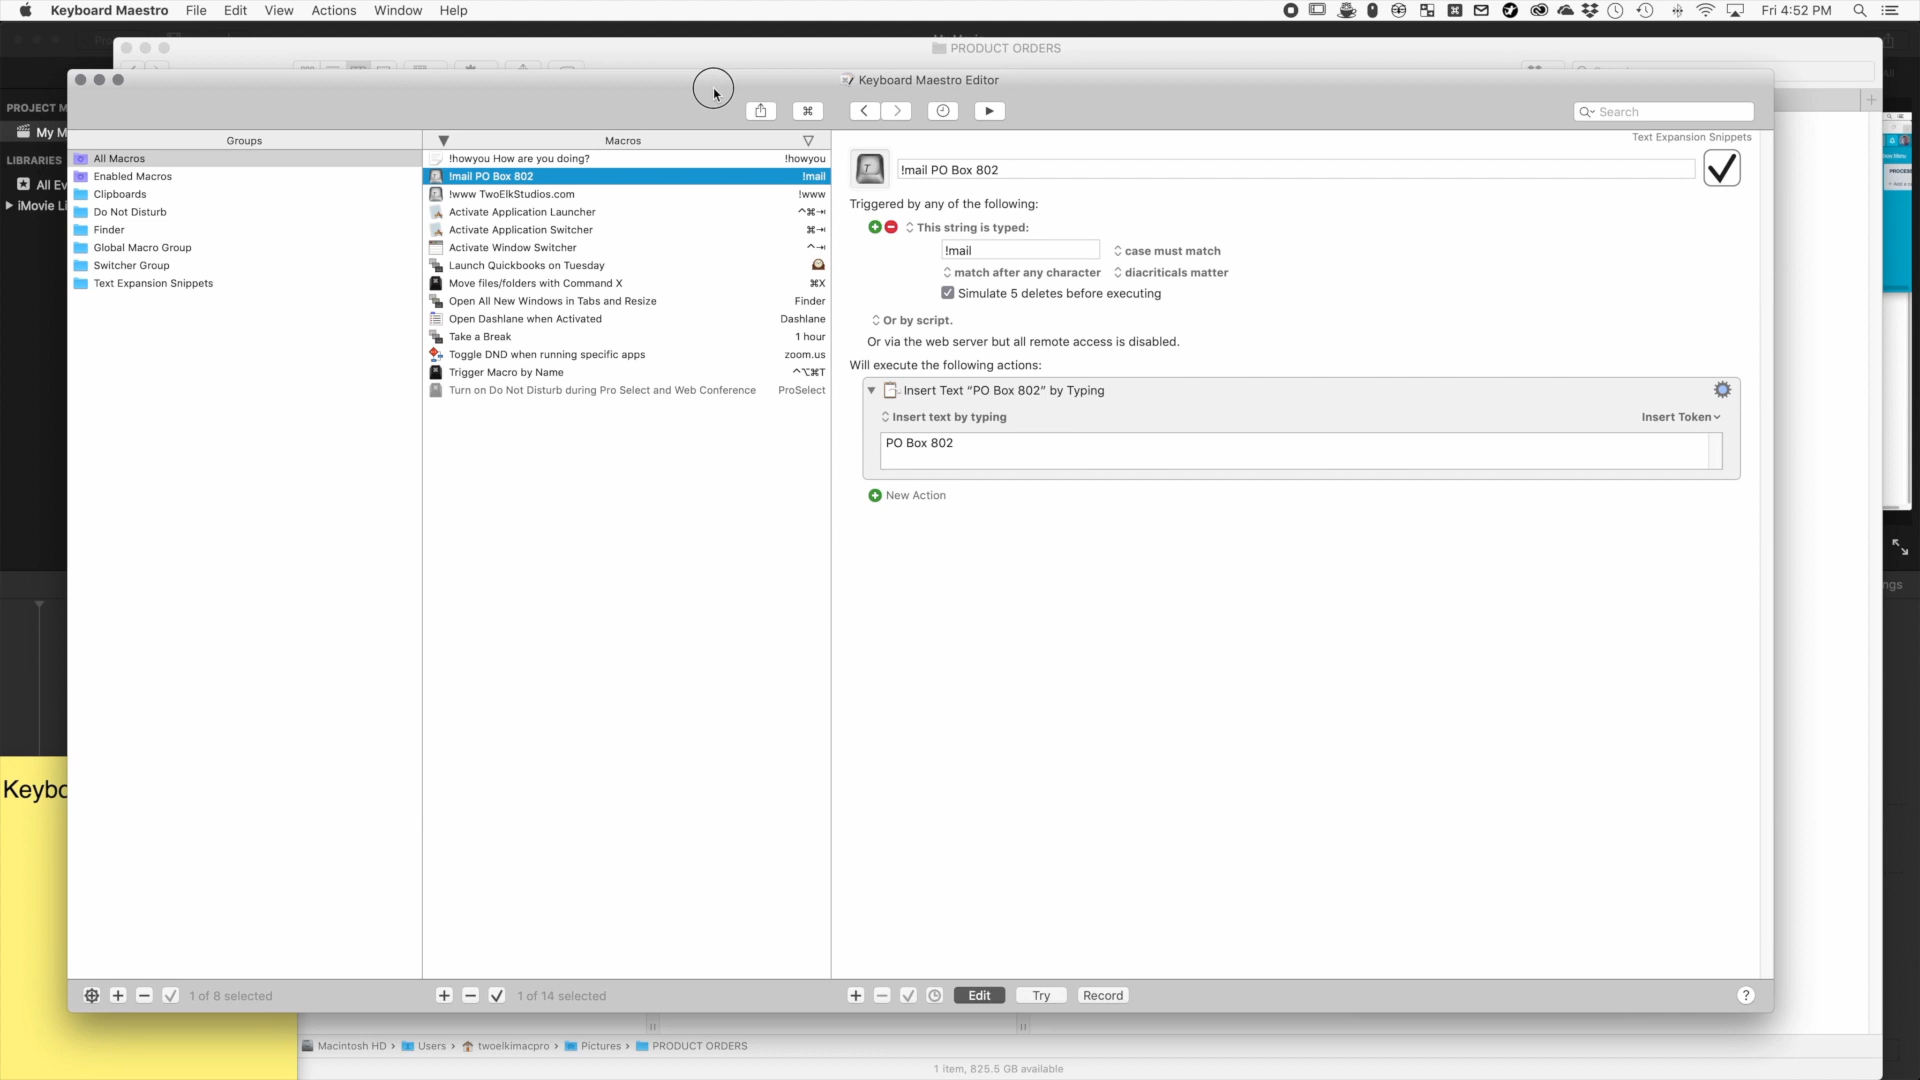 Keyboard Maestro File Edit View Actions Window Help
Fri 4:52 PM
PRODUCT ORDERS
Keyboard Maestro Editor
Search
PROJECT M
My M
LIBRARIES
All Ev
iMovie Li
Groups
All Macros
Enabled Macros
Clipboards
Do Not Disturb
Finder
Global Macro Group
Switcher Group
Text Expansion Snippets
Macros
!howyou How are you doing? !howyou
!mail PO Box 802 !mail
!www TwoElkStudios.com !www
Activate Application Launcher ^⌘⇥
Activate Application Switcher ⌘⇥
Activate Window Switcher ^⇥
Launch Quickbooks on Tuesday
Move files/folders with Command X ⌘X
Open All New Windows in Tabs and Resize Finder
Open Dashlane when Activated Dashlane
Take a Break 1 hour
Toggle DND when running specific apps zoom.us
Trigger Macro by Name ^⌥⌘T
Turn on Do Not Disturb during Pro Select and Web Conference ProSelect
Text Expansion Snippets
!mail PO Box 802
Triggered by any of the following:
This string is typed:
!mail case must match
match after any character diacriticals matter
Simulate 5 deletes before executing
Or by script.
Or via the web server but all remote access is disabled.
Will execute the following actions:
Insert Text “PO Box 802” by Typing
Insert text by typing Insert Token
PO Box 802
New Action
ngs
Keybo
1 of 8 selected
1 of 14 selected
Edit Try Record ?
Macintosh HD › Users › twoelkimacpro › Pictures › PRODUCT ORDERS
1 item, 825.5 GB available